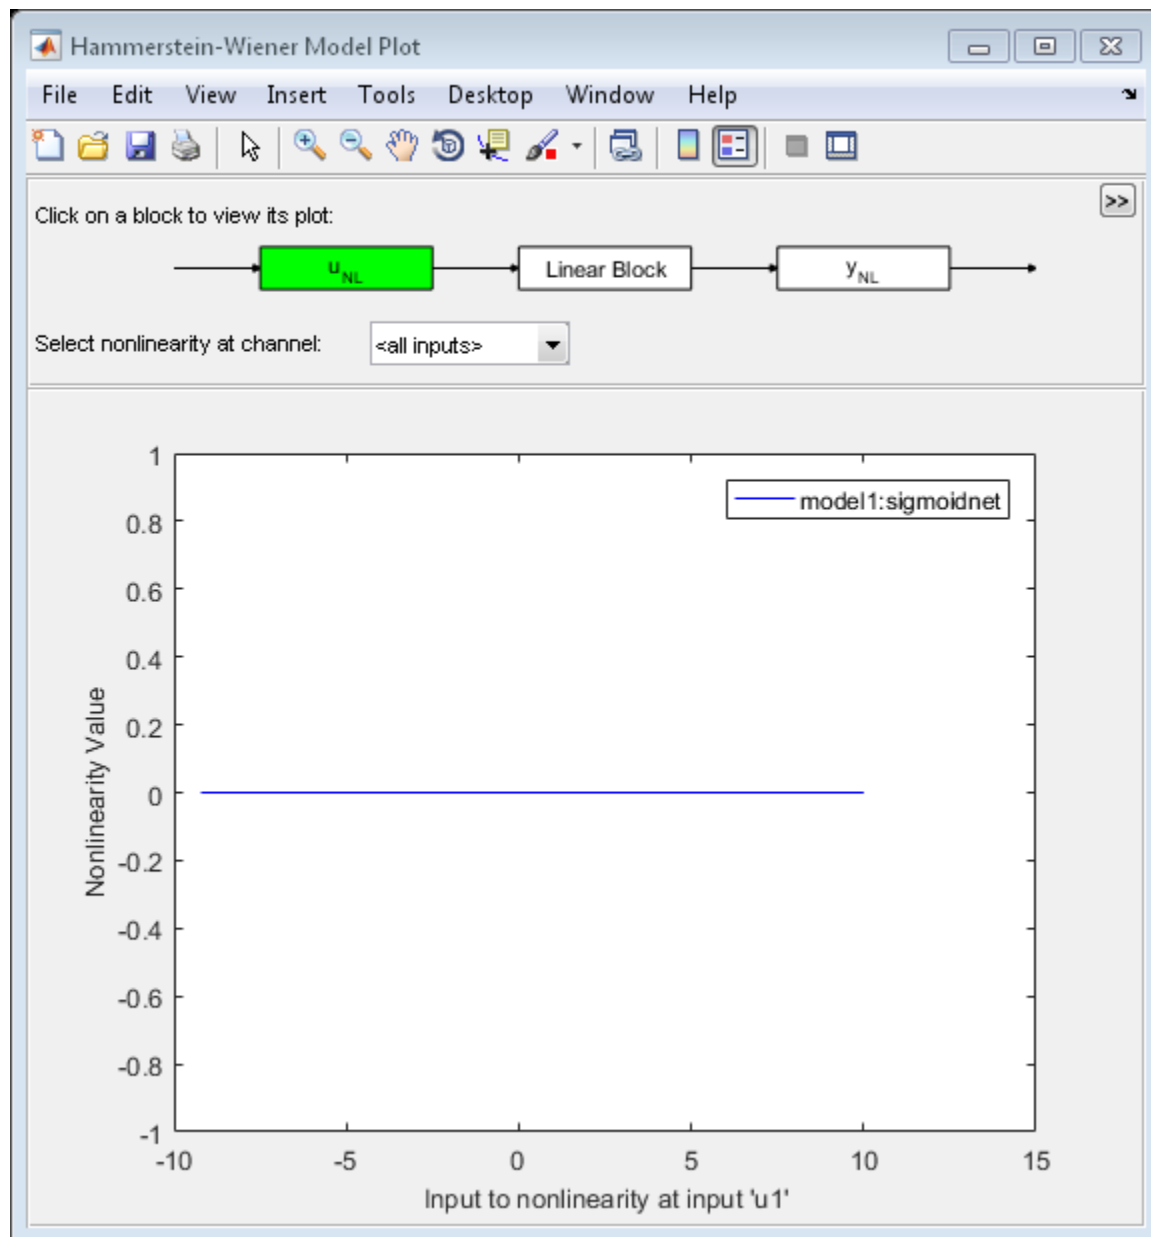 Hammerstein-Wiener Model Plot
File Edit View Insert Tools Desktop Window Help
Click on a block to view its plot:
>>
uNL Linear Block yNL
Select nonlinearity at channel: <all inputs>
model1:sigmoidnet
1
0.8
0.6
0.4
0.2
0
-0.2
-0.4
-0.6
-0.8
-1
Nonlinearity Value
-10 -5 0 5 10 15
Input to nonlinearity at input 'u1'